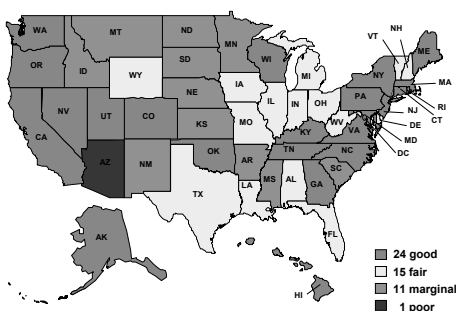 WA
MT
ND
MN
VT
NH
ME
OR
ID
SD
WI
MI
NY
MA
WY
RI
CT
NV
UT
CO
NE
IA
IL
IN
OH
PA
NJ
DE
MD
DC
CA
KS
MO
KY
WV
VA
AZ
NM
OK
AR
TN
NC
SC
TX
LA
MS
AL
GA
FL
AK
HI
24 good
15 fair
11 marginal
1 poor